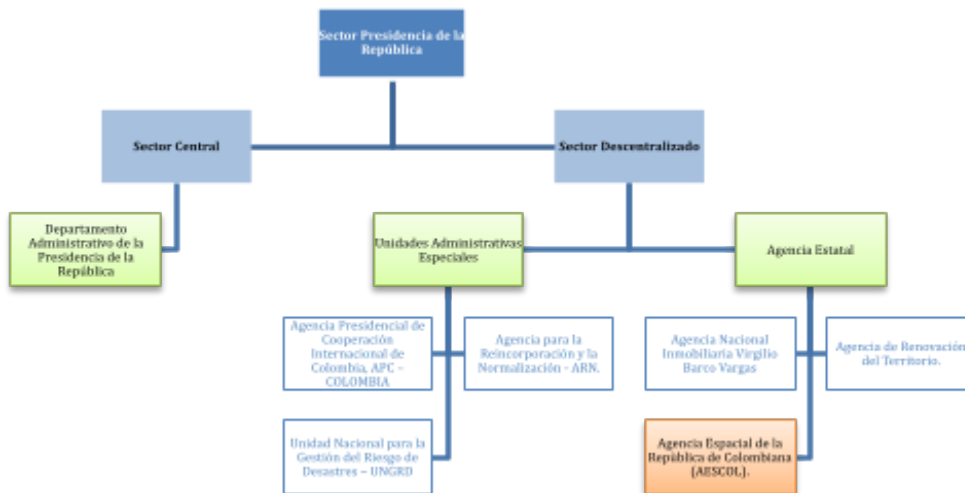 Sector Presidencia de la
República
Sector Central
Sector Descentralizado
Departamento
Administrativo de la
Presidencia de la
República
Unidades Administrativas
Especiales
Agencia Estatal
Agencia Presidencial de
Cooperación
Internacional de
Colombia, APC –
COLOMBIA
Agencia para la
Reincorporación y la
Normalización - ARN.
Agencia Nacional
Inmobiliaria Virgilio
Barco Vargas
Agencia de Renovación
del Territorio.
Unidad Nacional para la
Gestión del Riesgo de
Desastres – UNGRD
Agencia Espacial de la
República de Colombiana
(AESCOL).